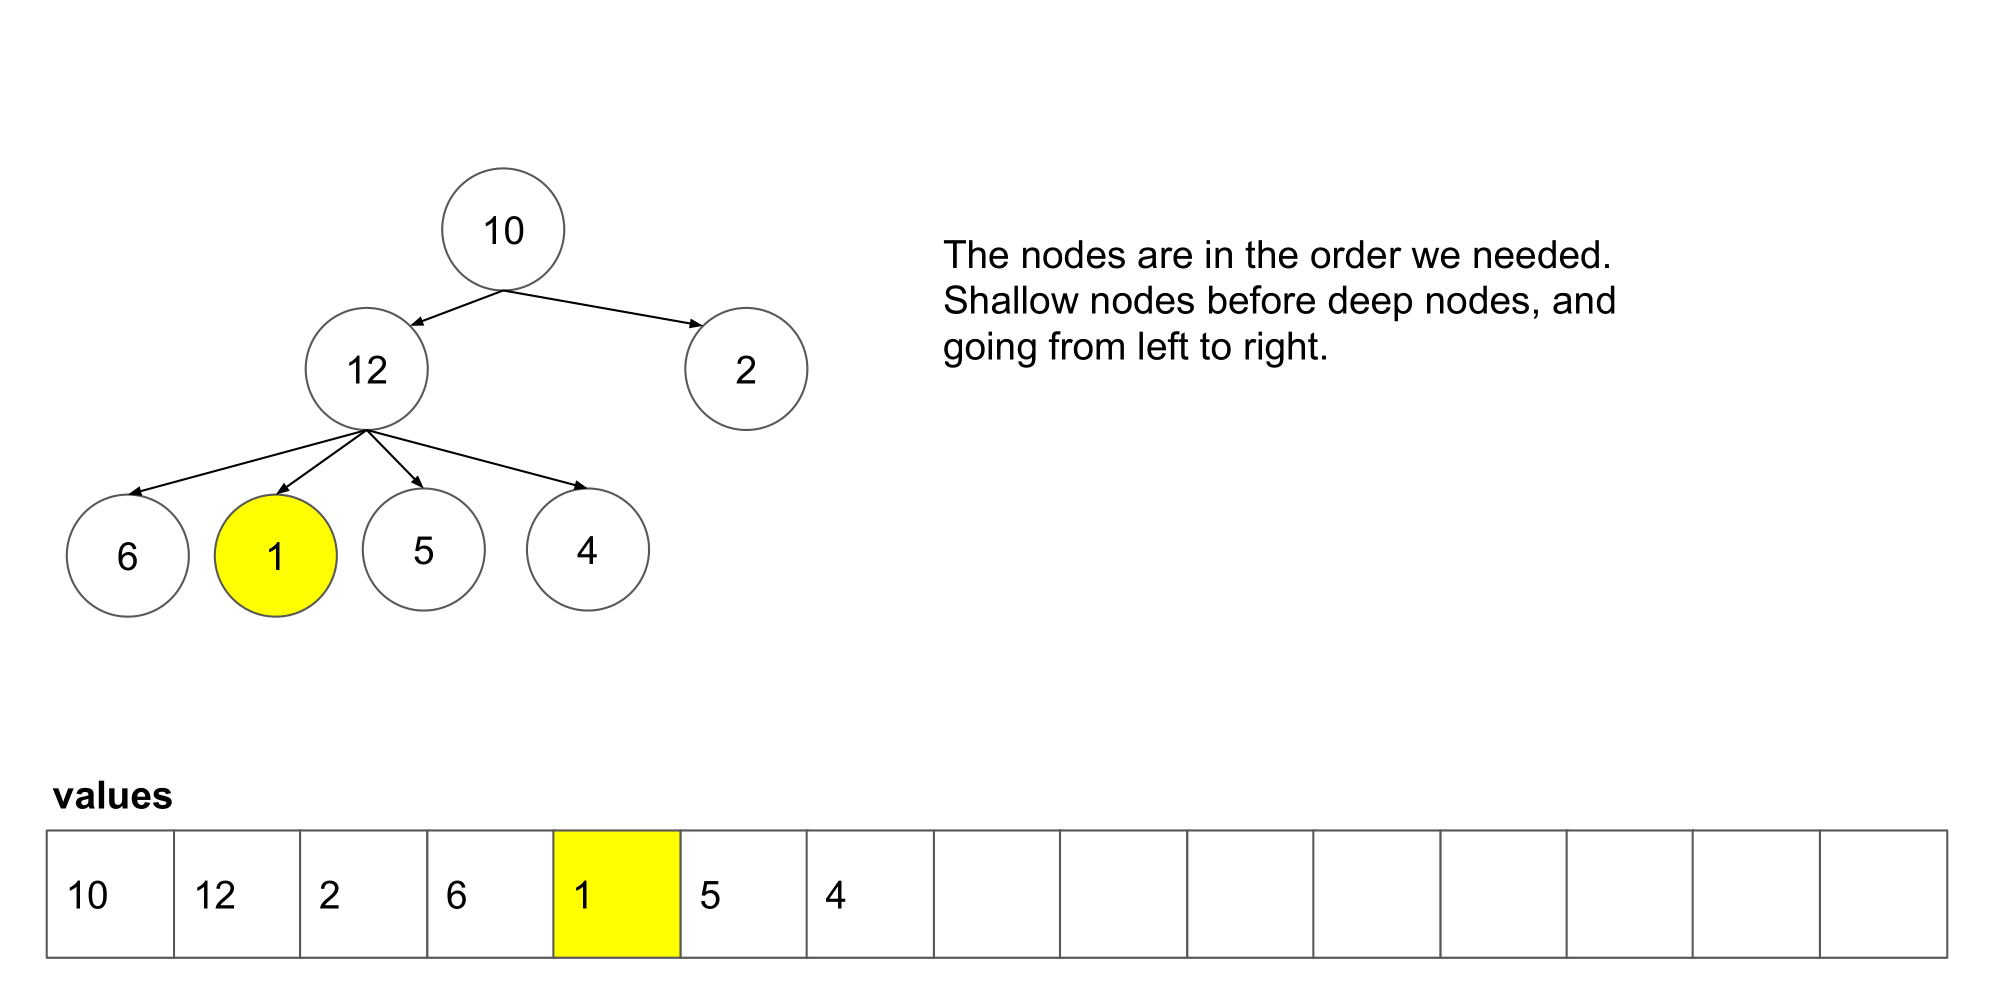 10
The nodes are in the order we needed.
Shallow nodes before deep nodes, and
going from left to right.
12 2
6 1 5 4
values
10 12 2 6 1 5 4